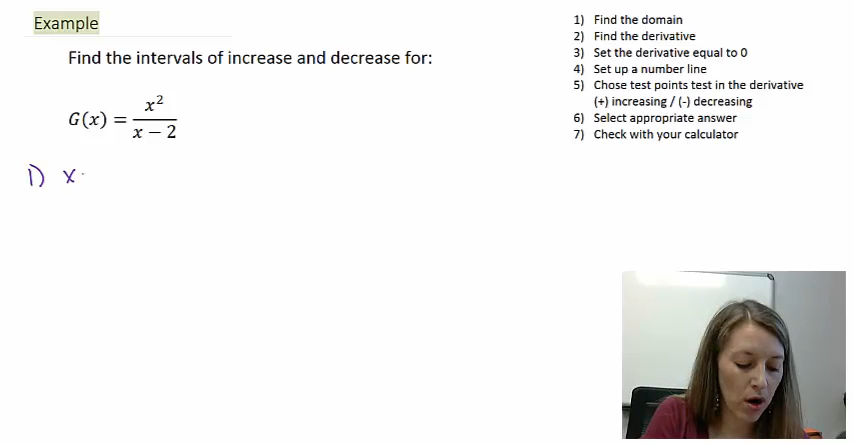 Example
Find the intervals of increase and decrease for:
G(x) = x² / (x − 2)
1) x
1) Find the domain
2) Find the derivative
3) Set the derivative equal to 0
4) Set up a number line
5) Chose test points test in the derivative
(+) increasing / (-) decreasing
6) Select appropriate answer
7) Check with your calculator